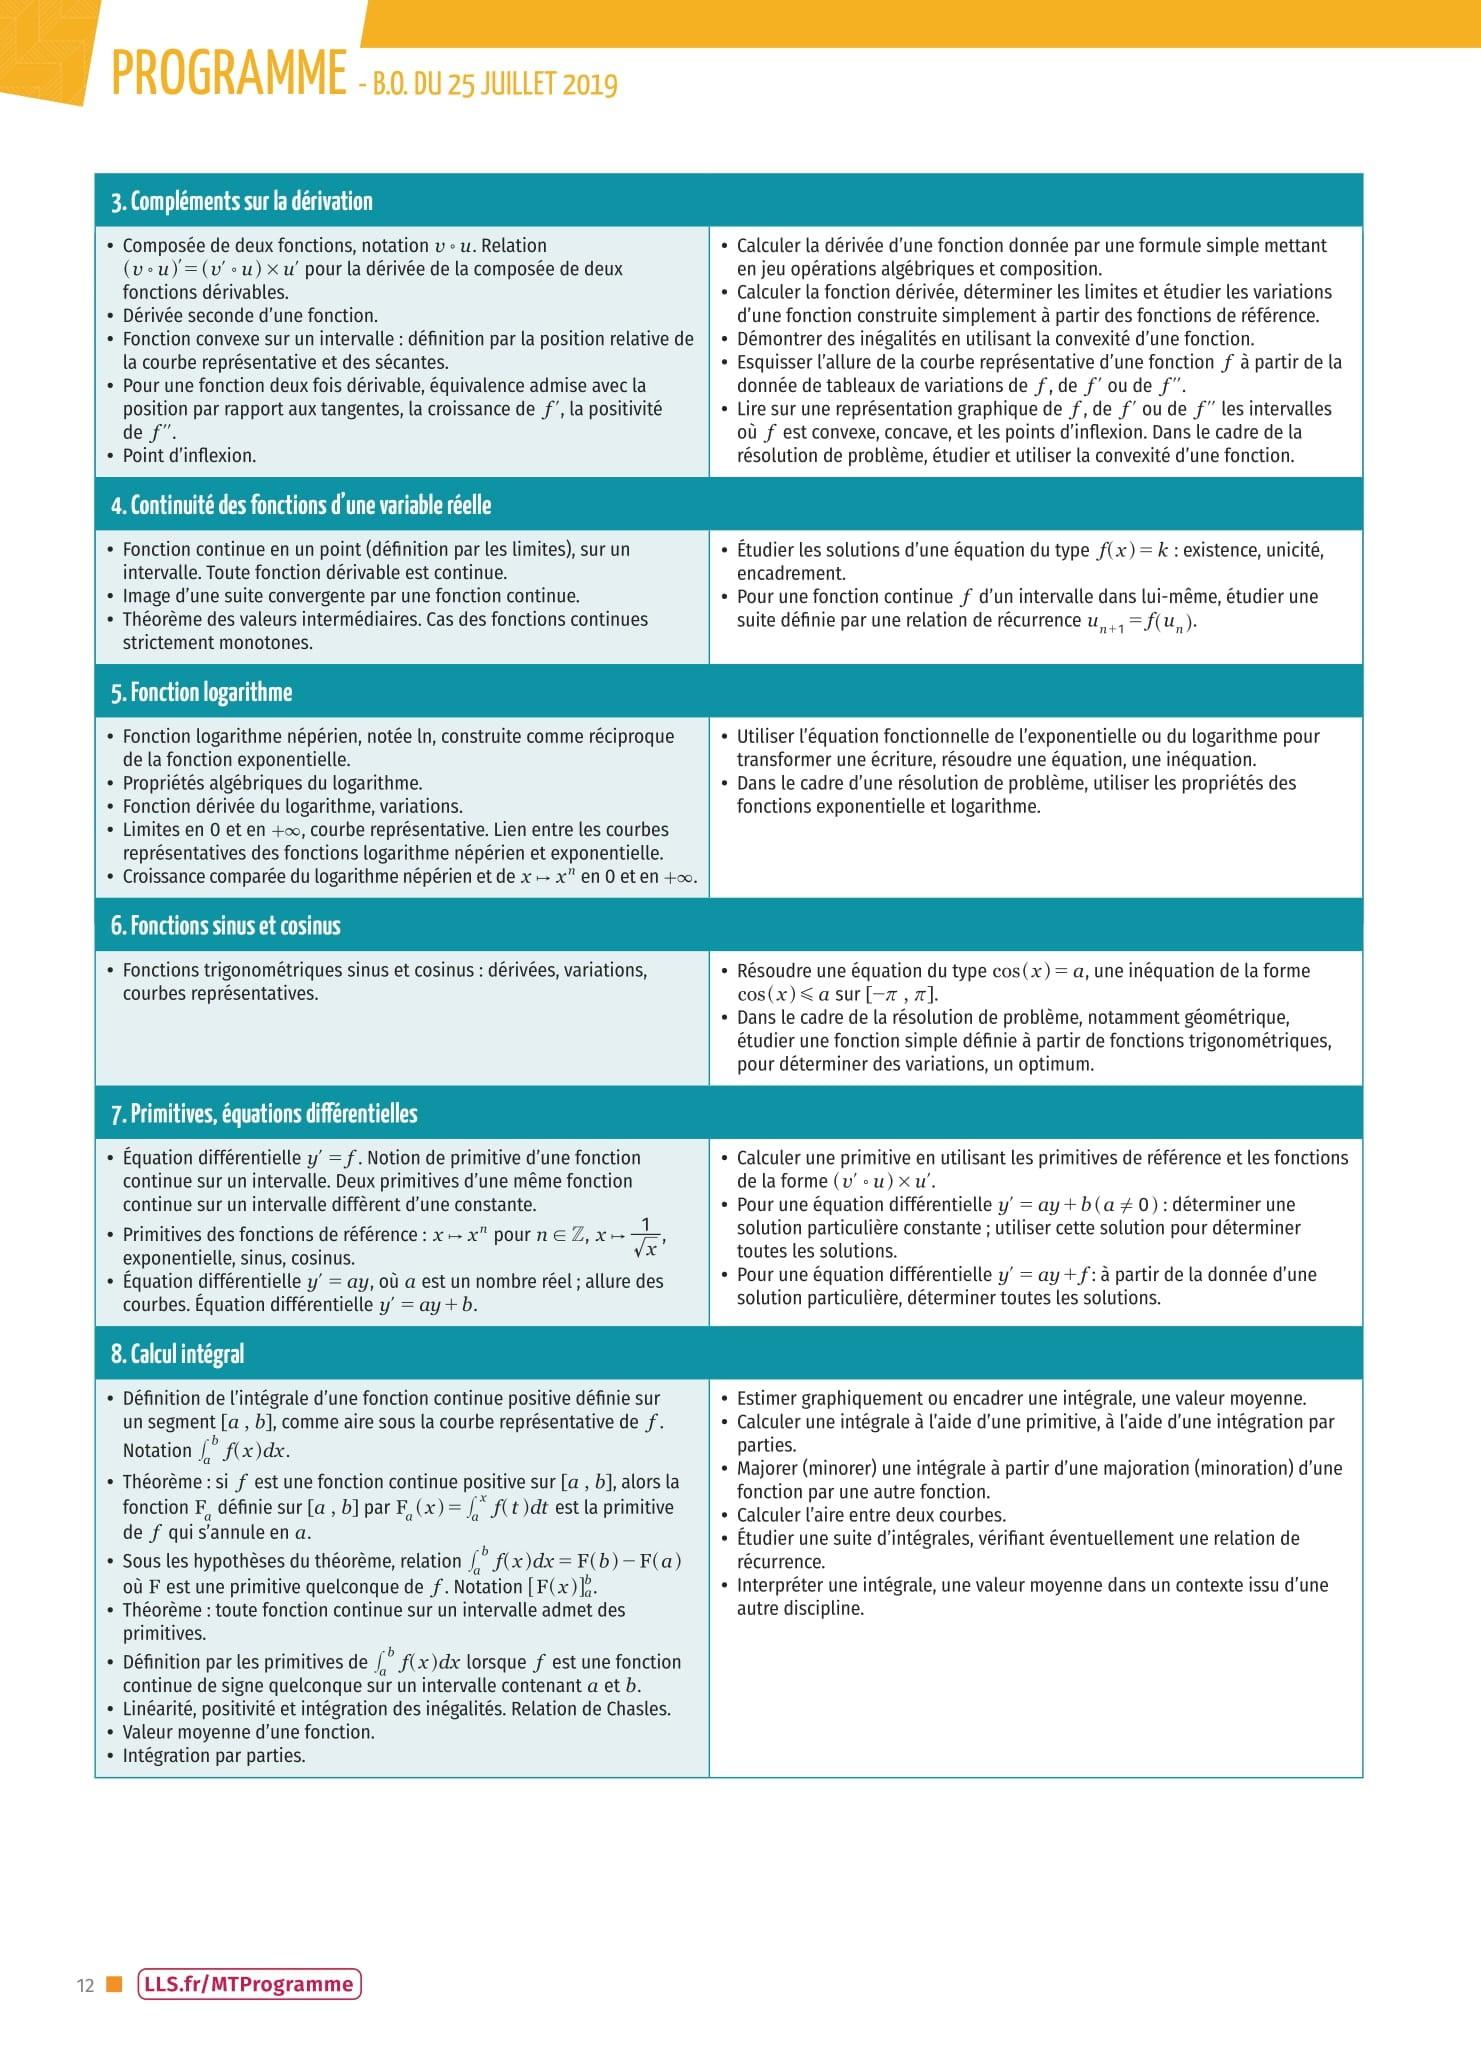 PROGRAMME - B.O. DU 25 JUILLET 2019
3. Compléments sur la dérivation
• Composée de deux fonctions, notation v ∘ u. Relation
(v ∘ u)′ = (v′ ∘ u) × u′ pour la dérivée de la composée de deux
fonctions dérivables.
• Dérivée seconde d’une fonction.
• Fonction convexe sur un intervalle : définition par la position relative de
la courbe représentative et des sécantes.
• Pour une fonction deux fois dérivable, équivalence admise avec la
position par rapport aux tangentes, la croissance de f′, la positivité
de f″.
• Point d’inflexion.
• Calculer la dérivée d’une fonction donnée par une formule simple mettant
en jeu opérations algébriques et composition.
• Calculer la fonction dérivée, déterminer les limites et étudier les variations
d’une fonction construite simplement à partir des fonctions de référence.
• Démontrer des inégalités en utilisant la convexité d’une fonction.
• Esquisser l’allure de la courbe représentative d’une fonction f à partir de la
donnée de tableaux de variations de f, de f′ ou de f″.
• Lire sur une représentation graphique de f, de f′ ou de f″ les intervalles
où f est convexe, concave, et les points d’inflexion. Dans le cadre de la
résolution de problème, étudier et utiliser la convexité d’une fonction.
4. Continuité des fonctions d’une variable réelle
• Fonction continue en un point (définition par les limites), sur un
intervalle. Toute fonction dérivable est continue.
• Image d’une suite convergente par une fonction continue.
• Théorème des valeurs intermédiaires. Cas des fonctions continues
strictement monotones.
• Étudier les solutions d’une équation du type f(x) = k : existence, unicité,
encadrement.
• Pour une fonction continue f d’un intervalle dans lui-même, étudier une
suite définie par une relation de récurrence uₙ₊₁ = f(uₙ).
5. Fonction logarithme
• Fonction logarithme népérien, notée ln, construite comme réciproque
de la fonction exponentielle.
• Propriétés algébriques du logarithme.
• Fonction dérivée du logarithme, variations.
• Limites en 0 et en +∞, courbe représentative. Lien entre les courbes
représentatives des fonctions logarithme népérien et exponentielle.
• Croissance comparée du logarithme népérien et de x ↦ xⁿ en 0 et en +∞.
• Utiliser l’équation fonctionnelle de l’exponentielle ou du logarithme pour
transformer une écriture, résoudre une équation, une inéquation.
• Dans le cadre d’une résolution de problème, utiliser les propriétés des
fonctions exponentielle et logarithme.
6. Fonctions sinus et cosinus
• Fonctions trigonométriques sinus et cosinus : dérivées, variations,
courbes représentatives.
• Résoudre une équation du type cos(x) = a, une inéquation de la forme
cos(x) ⩽ a sur [−π , π].
• Dans le cadre de la résolution de problème, notamment géométrique,
étudier une fonction simple définie à partir de fonctions trigonométriques,
pour déterminer des variations, un optimum.
7. Primitives, équations différentielles
• Équation différentielle y′ = f. Notion de primitive d’une fonction
continue sur un intervalle. Deux primitives d’une même fonction
continue sur un intervalle diffèrent d’une constante.
• Primitives des fonctions de référence : x ↦ xⁿ pour n ∈ ℤ, x ↦ 1/√x,
exponentielle, sinus, cosinus.
• Équation différentielle y′ = ay, où a est un nombre réel ; allure des
courbes. Équation différentielle y′ = ay + b.
• Calculer une primitive en utilisant les primitives de référence et les fonctions
de la forme (v′ ∘ u) × u′.
• Pour une équation différentielle y′ = ay + b (a ≠ 0) : déterminer une
solution particulière constante ; utiliser cette solution pour déterminer
toutes les solutions.
• Pour une équation différentielle y′ = ay + f : à partir de la donnée d’une
solution particulière, déterminer toutes les solutions.
8. Calcul intégral
• Définition de l’intégrale d’une fonction continue positive définie sur
un segment [a , b], comme aire sous la courbe représentative de f.
Notation ∫ₐᵇ f(x)dx.
• Théorème : si f est une fonction continue positive sur [a , b], alors la
fonction Fₐ définie sur [a , b] par Fₐ(x) = ∫ₐˣ f(t)dt est la primitive
de f qui s’annule en a.
• Sous les hypothèses du théorème, relation ∫ₐᵇ f(x)dx = F(b) − F(a)
où F est une primitive quelconque de f. Notation [F(x)]ₐᵇ.
• Théorème : toute fonction continue sur un intervalle admet des
primitives.
• Définition par les primitives de ∫ₐᵇ f(x)dx lorsque f est une fonction
continue de signe quelconque sur un intervalle contenant a et b.
• Linéarité, positivité et intégration des inégalités. Relation de Chasles.
• Valeur moyenne d’une fonction.
• Intégration par parties.
• Estimer graphiquement ou encadrer une intégrale, une valeur moyenne.
• Calculer une intégrale à l’aide d’une primitive, à l’aide d’une intégration par
parties.
• Majorer (minorer) une intégrale à partir d’une majoration (minoration) d’une
fonction par une autre fonction.
• Calculer l’aire entre deux courbes.
• Étudier une suite d’intégrales, vérifiant éventuellement une relation de
récurrence.
• Interpréter une intégrale, une valeur moyenne dans un contexte issu d’une
autre discipline.
12 LLS.fr/MTProgramme